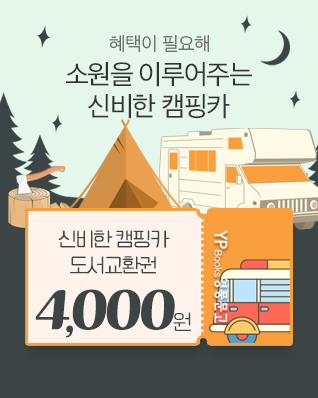 혜택이 필요해
소원을 이루어주는
신비한 캠핑카
신비한 캠핑카
도서교환권
4,000원
YPBooks 영풍문고